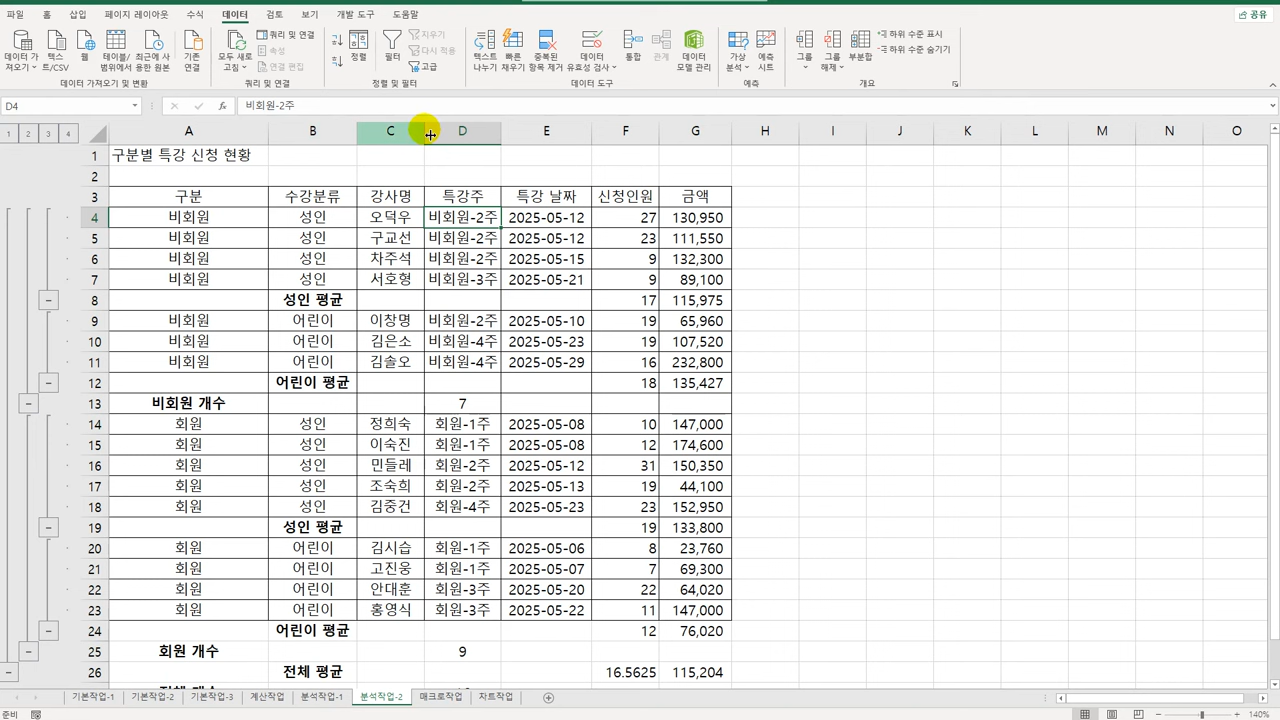 파일 홈 삽입 페이지 레이아웃 수식 데이터 검토 보기 개발 도구 도움말 공유
데이터 가져오기 텍스트/CSV 웹 테이블/범위에서 최근에 사용한 원본 기존 연결 모두 새로 고침 쿼리 및 연결 속성 연결 편집 정렬 필터 지우기 다시 적용 고급 텍스트 나누기 빠른 채우기 중복된 항목 제거 데이터 유효성 검사 통합 관계 데이터 모델 관리 가상 분석 예측 시트 그룹 그룹 해제 부분합 하위 수준 표시 하위 수준 숨기기
데이터 가져오기 및 변환 쿼리 및 연결 정렬 및 필터 데이터 도구 예측 개요
D4 fx 비회원-2주
1 2 3 4 A B C D E F G H I J K L M N O
1 구분별 특강 신청 현황
2
3 구분 수강분류 강사명 특강주 특강 날짜 신청인원 금액
4 비회원 성인 오덕우 비회원-2주 2025-05-12 27 130,950
5 비회원 성인 구교선 비회원-2주 2025-05-12 23 111,550
6 비회원 성인 차주석 비회원-2주 2025-05-15 9 132,300
7 비회원 성인 서호형 비회원-3주 2025-05-21 9 89,100
8 성인 평균 17 115,975
9 비회원 어린이 이창명 비회원-2주 2025-05-10 19 65,960
10 비회원 어린이 김은소 비회원-4주 2025-05-23 19 107,520
11 비회원 어린이 김솔오 비회원-4주 2025-05-29 16 232,800
12 어린이 평균 18 135,427
13 비회원 개수 7
14 회원 성인 정희숙 회원-1주 2025-05-08 10 147,000
15 회원 성인 이숙진 회원-1주 2025-05-08 12 174,600
16 회원 성인 민들레 회원-2주 2025-05-12 31 150,350
17 회원 성인 조숙희 회원-2주 2025-05-13 19 44,100
18 회원 성인 김중건 회원-4주 2025-05-23 23 152,950
19 성인 평균 19 133,800
20 회원 어린이 김시습 회원-1주 2025-05-06 8 23,760
21 회원 어린이 고진웅 회원-1주 2025-05-07 7 69,300
22 회원 어린이 안대훈 회원-3주 2025-05-20 22 64,020
23 회원 어린이 홍영식 회원-3주 2025-05-22 11 147,000
24 어린이 평균 12 76,020
25 회원 개수 9
26 전체 평균 16.5625 115,204
기본작업-1 기본작업-2 기본작업-3 계산작업 분석작업-1 분석작업-2 매크로작업 차트작업
준비 140%